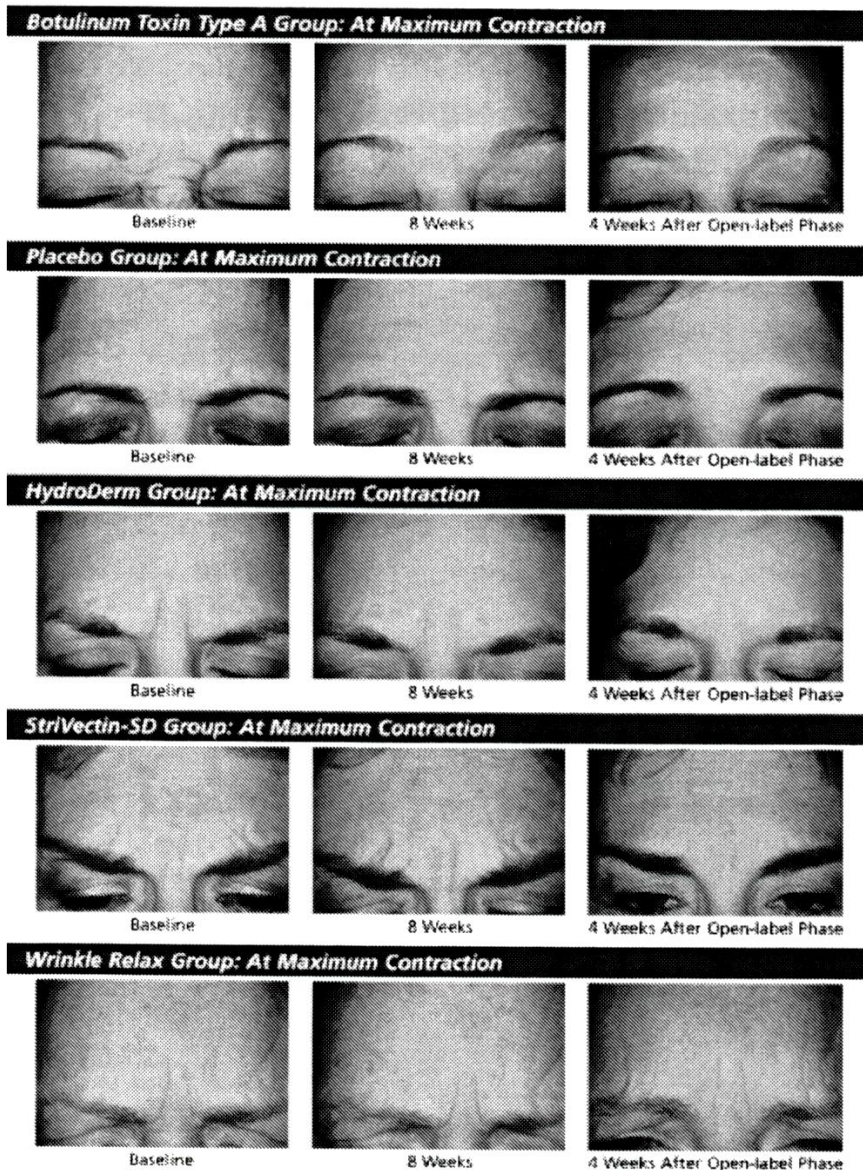 Botulinum Toxin Type A Group: At Maximum Contraction
Baseline 8 Weeks 4 Weeks After Open-label Phase
Placebo Group: At Maximum Contraction
Baseline 8 Weeks 4 Weeks After Open-label Phase
HydroDerm Group: At Maximum Contraction
Baseline 8 Weeks 4 Weeks After Open-label Phase
StriVectin-SD Group: At Maximum Contraction
Baseline 8 Weeks 4 Weeks After Open-label Phase
Wrinkle Relax Group: At Maximum Contraction
Baseline 8 Weeks 4 Weeks After Open-label Phase